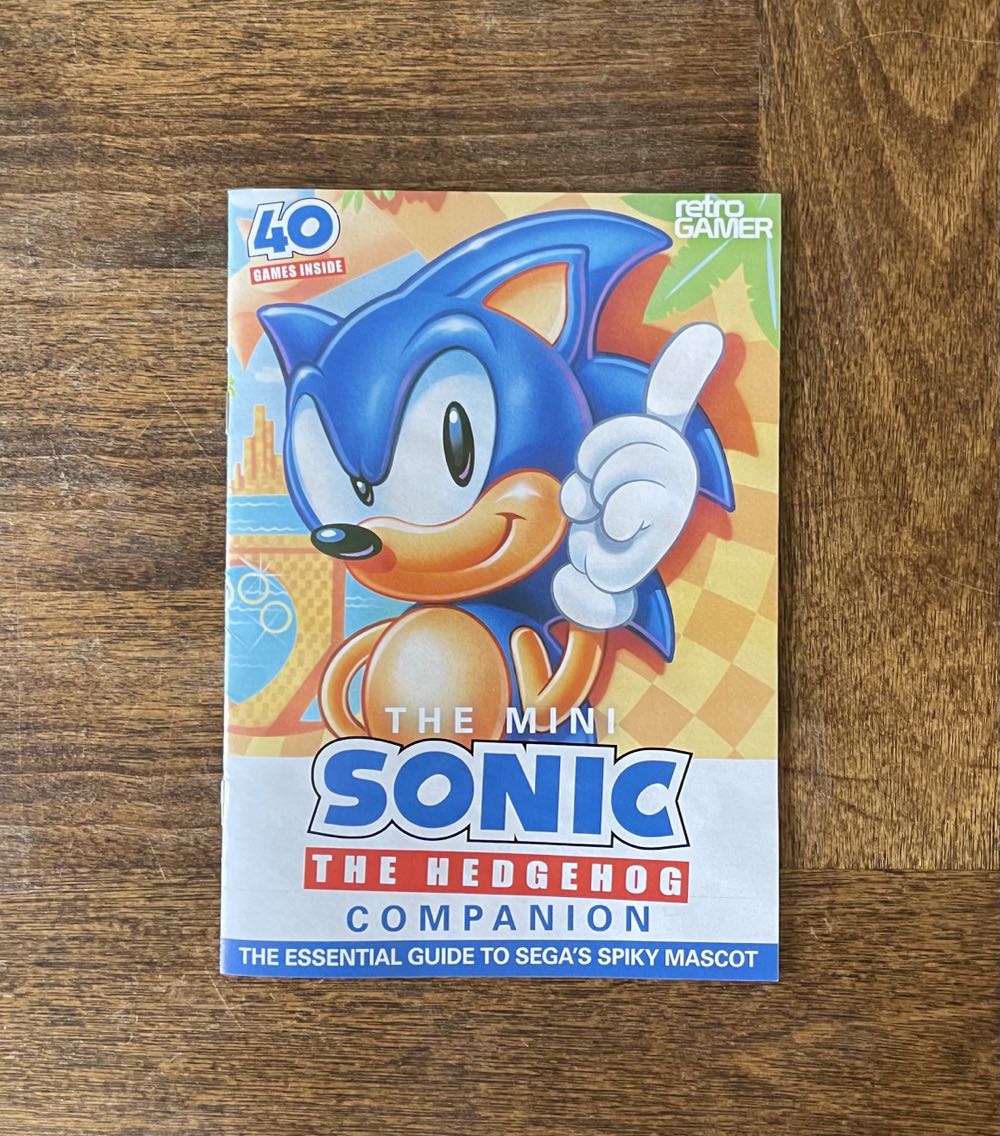 40
GAMES INSIDE
retro
GAMER
THE MINI
SONIC
THE HEDGEHOG
COMPANION
THE ESSENTIAL GUIDE TO SEGA'S SPIKY MASCOT